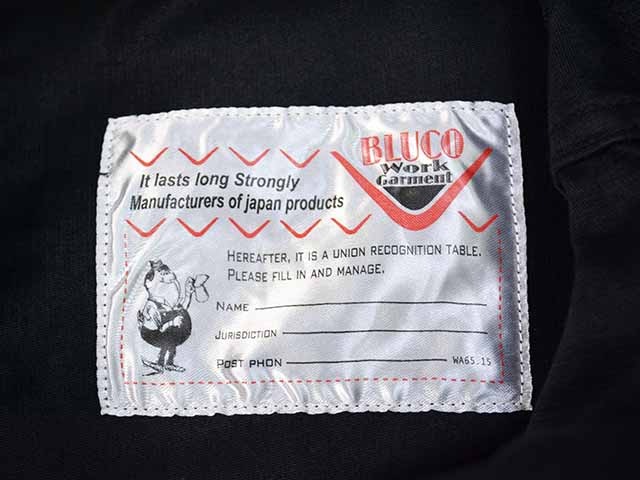 BLUCO
Work
Garment
It lasts long Strongly
Manufacturers of japan products
HEREAFTER, IT IS A UNION RECOGNITION TABLE.
PLEASE FILL IN AND MANAGE.
NAME
JURISDICTION
POST PHON
WA65.15